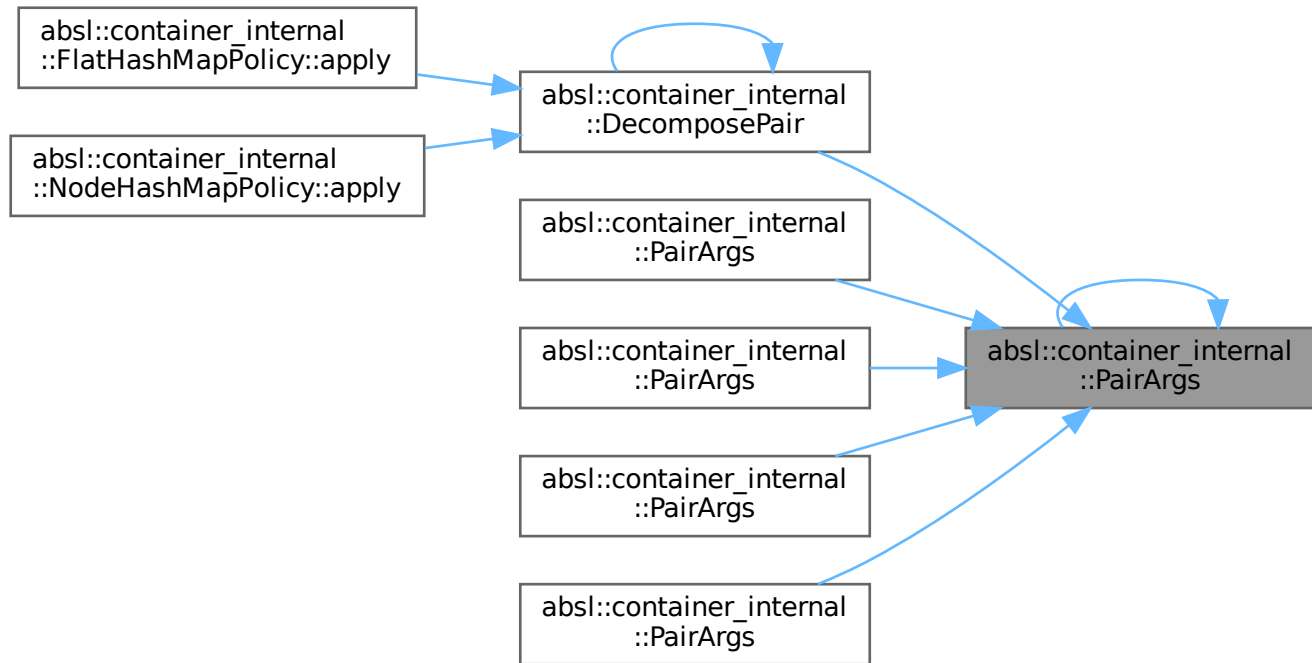 absl::container_internal
::FlatHashMapPolicy::apply
absl::container_internal
::NodeHashMapPolicy::apply
absl::container_internal
::DecomposePair
absl::container_internal
::PairArgs
absl::container_internal
::PairArgs
absl::container_internal
::PairArgs
absl::container_internal
::PairArgs
absl::container_internal
::PairArgs